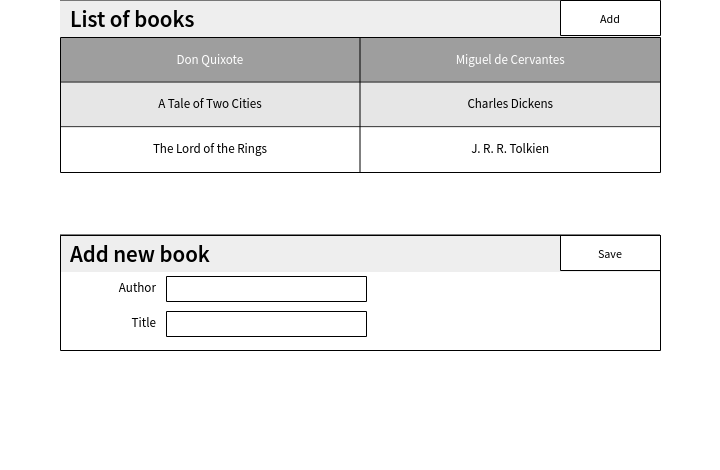 List of books
Add
Don Quixote
Miguel de Cervantes
A Tale of Two Cities
Charles Dickens
The Lord of the Rings
J. R. R. Tolkien
Add new book
Save
Author
Title